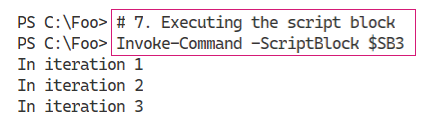 PS C:\Foo> # 7. Executing the script block
PS C:\Foo> Invoke-Command -ScriptBlock $SB3
In iteration 1
In iteration 2
In iteration 3